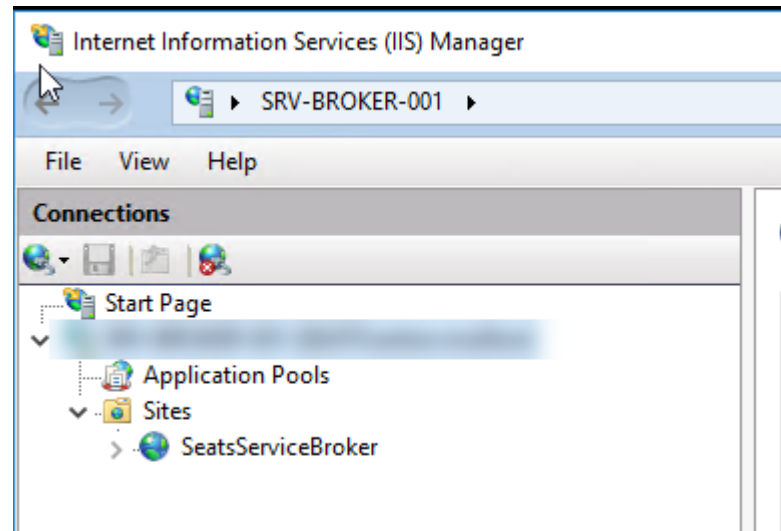 Internet Information Services (IIS) Manager
SRV-BROKER-001
File View Help
Connections
Start Page
Application Pools
Sites
SeatsServiceBroker